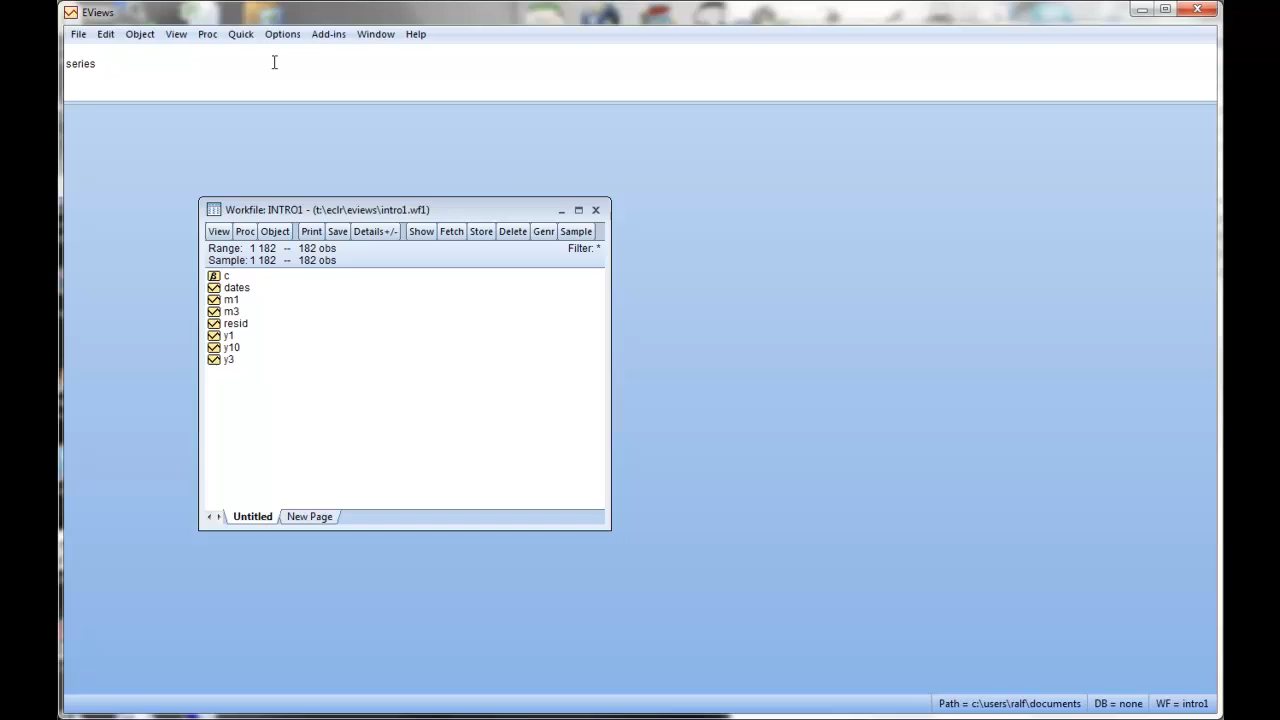 EViews
File Edit Object View Proc Quick Options Add-ins Window Help
series
Workfile: INTRO1 - (t:\eclr\eviews\intro1.wf1)
View Proc Object Print Save Details+/- Show Fetch Store Delete Genr Sample
Range: 1 182 -- 182 obs Filter: *
Sample: 1 182 -- 182 obs
β c
dates
m1
m3
resid
y1
y10
y3
Untitled New Page
Path = c:\users\ralf\documents DB = none WF = intro1